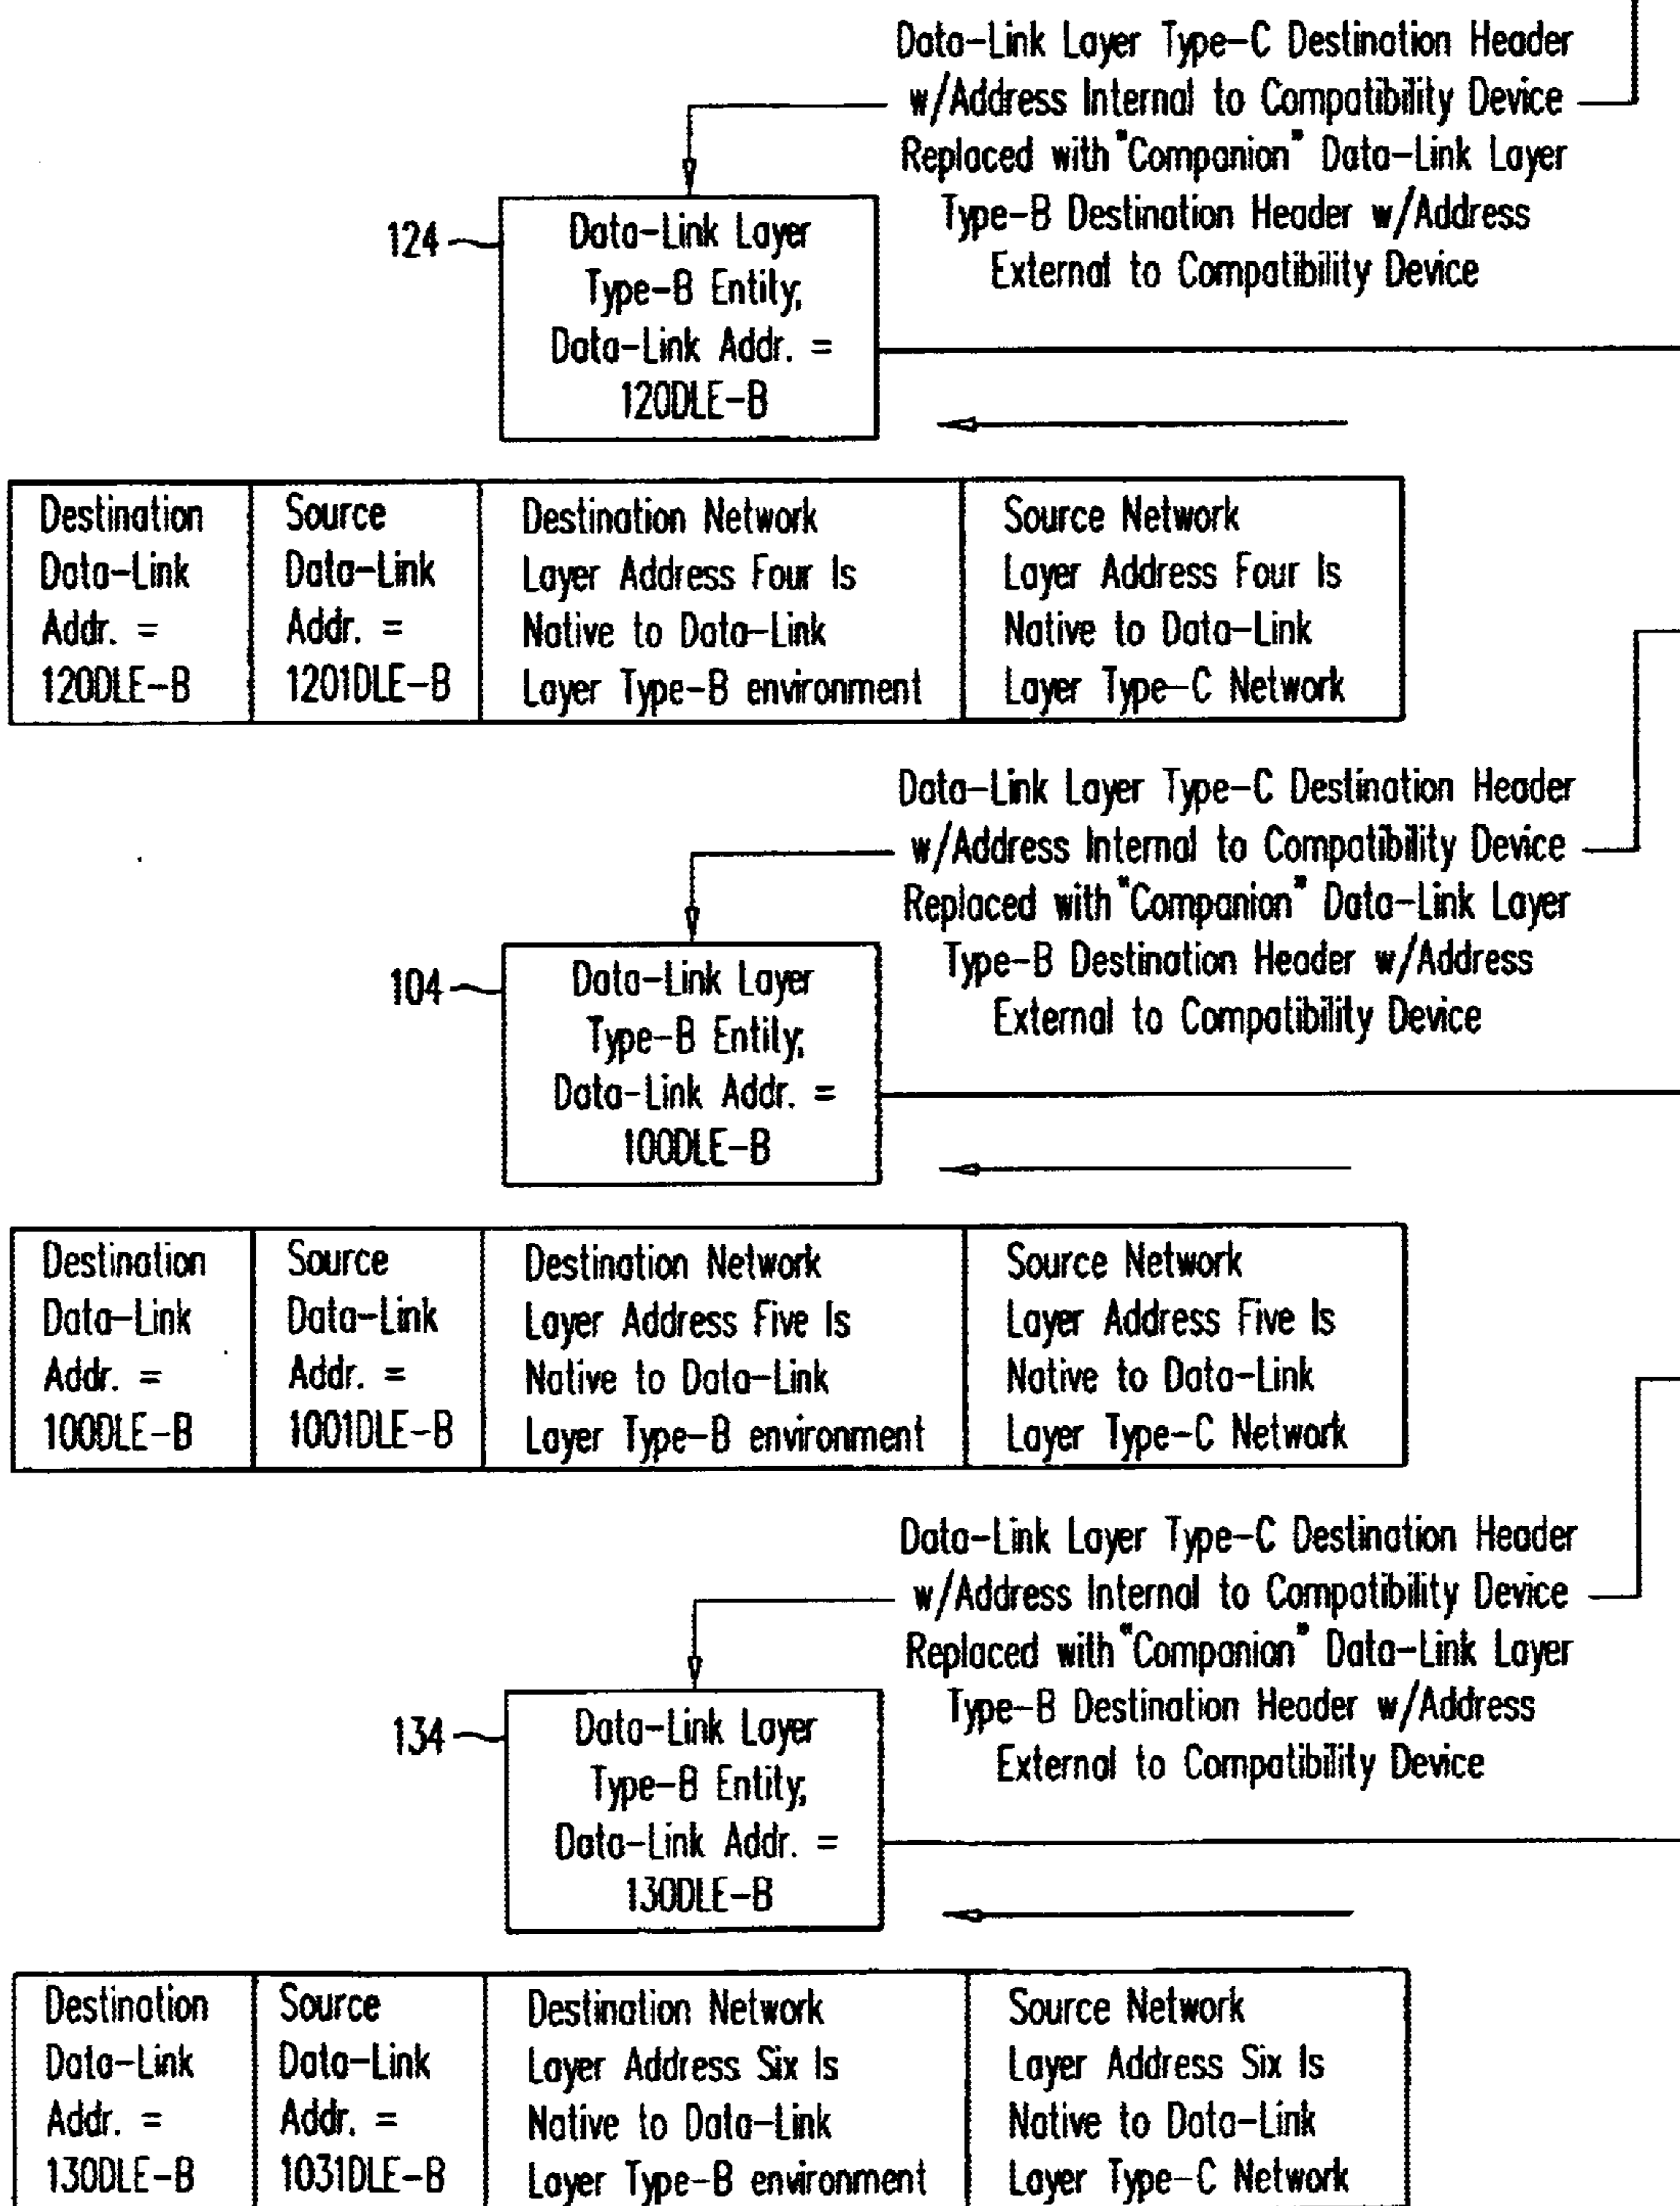 Data-Link Layer Type-C Destination Header
w/Address Internal to Compatibility Device
Replaced with "Companion" Data-Link Layer
Type-B Destination Header w/Address
External to Compatibility Device
124
Data-Link Layer
Type-B Entity,
Data-Link Addr. =
120DLE-B
Destination
Data-Link
Addr. =
120DLE-B
Source
Data-Link
Addr. =
1201DLE-B
Destination Network
Layer Address Four Is
Native to Data-Link
Layer Type-B environment
Source Network
Layer Address Four Is
Native to Data-Link
Layer Type-C Network
Data-Link Layer Type-C Destination Header
w/Address Internal to Compatibility Device
Replaced with "Companion" Data-Link Layer
Type-B Destination Header w/Address
External to Compatibility Device
104
Data-Link Layer
Type-B Entity,
Data-Link Addr. =
100DLE-B
Destination
Data-Link
Addr. =
100DLE-B
Source
Data-Link
Addr. =
1001DLE-B
Destination Network
Layer Address Five Is
Native to Data-Link
Layer Type-B environment
Source Network
Layer Address Five Is
Native to Data-Link
Layer Type-C Network
Data-Link Layer Type-C Destination Header
w/Address Internal to Compatibility Device
Replaced with "Companion" Data-Link Layer
Type-B Destination Header w/Address
External to Compatibility Device
134
Data-Link Layer
Type-B Entity,
Data-Link Addr. =
130DLE-B
Destination
Data-Link
Addr. =
130DLE-B
Source
Data-Link
Addr. =
1031DLE-B
Destination Network
Layer Address Six Is
Native to Data-Link
Layer Type-B environment
Source Network
Layer Address Six Is
Native to Data-Link
Layer Type-C Network